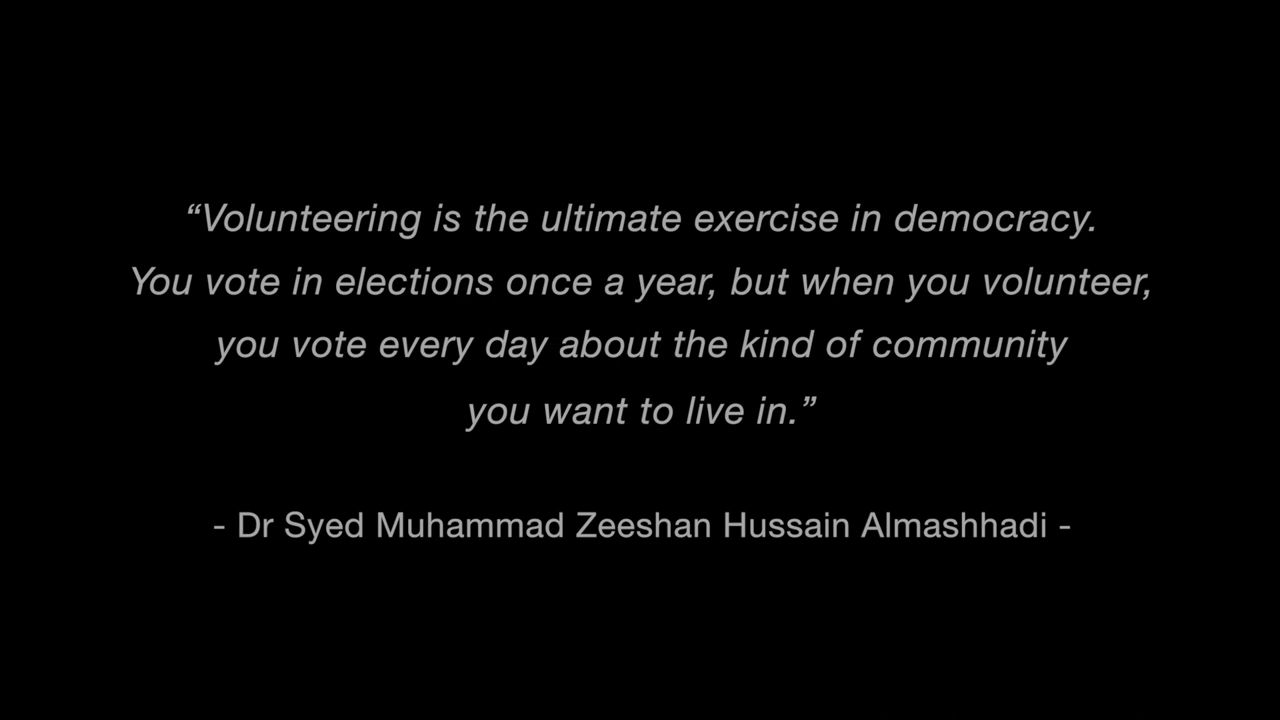 “Volunteering is the ultimate exercise in democracy.
You vote in elections once a year, but when you volunteer,
you vote every day about the kind of community
you want to live in.”
- Dr Syed Muhammad Zeeshan Hussain Almashhadi -